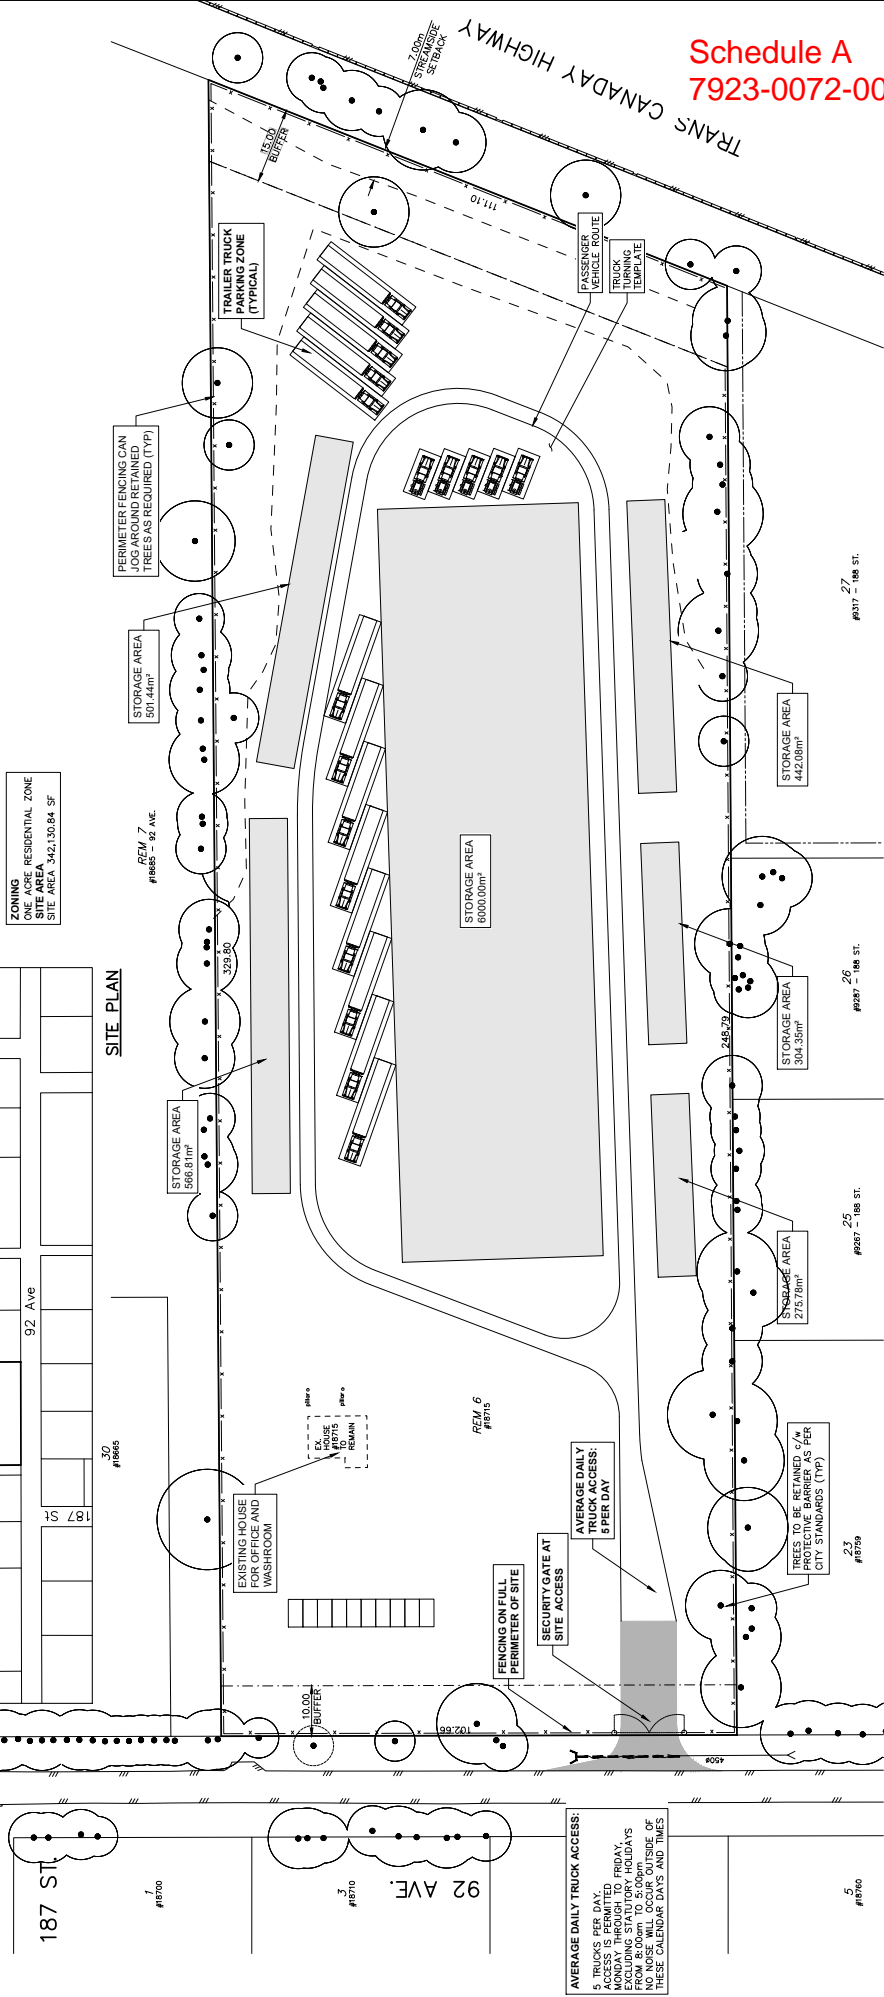 Schedule A
7923-0072-00
TRANS CANADAY HIGHWAY
7.00m
STREAMSIDE
SETBACK
15.00
BUFFER
111.10
TRAILER TRUCK
PARKING ZONE
(TYPICAL)
PASSENGER
VEHICLE ROUTE
TRUCK
TURNING
TEMPLATE
PERIMETER FENCING CAN
JOG AROUND RETAINED
TREES AS REQUIRED (TYP)
STORAGE AREA
501.44m²
27
#9317 - 188 ST.
STORAGE AREA
442.08m²
ZONING
ONE ACRE RESIDENTIAL ZONE
SITE AREA
SITE AREA 342,130.84 SF
REM 7
#18685 - 92 AVE.
STORAGE AREA
6000.00m²
329.80
SITE PLAN
26
#9287 - 188 ST.
STORAGE AREA
304.35m²
248.79
STORAGE AREA
566.81m²
25
#9267 - 188 ST.
STORAGE AREA
275.78m²
92 Ave
187 St
30
#18665
pillar o
pillar o
EX.
HOUSE
#18715
TO
REMAIN
REM 6
#18715
EXISTING HOUSE
FOR OFFICE AND
WASHROOM
AVERAGE DAILY
TRUCK ACCESS:
5 PER DAY
SECURITY GATE AT
SITE ACCESS
FENCING ON FULL
PERIMETER OF SITE
TREES TO BE RETAINED c/w
PROTECTIVE BARRIER AS PER
CITY STANDARDS (TYP)
23
#18759
10.00
BUFFER
102.66
450ø
187 ST.
1
#18700
3
#18710
92 AVE.
AVERAGE DAILY TRUCK ACCESS:
5 TRUCKS PER DAY.
ACCESS IS PERMITTED
MONDAY THROUGH TO FRIDAY,
EXCLUDING STATUTORY HOLIDAYS
FROM 8:00am TO 5:00pm
NO NOISE WILL OCCUR OUTSIDE OF
THESE CALENDAR DAYS AND TIMES
5
#18760